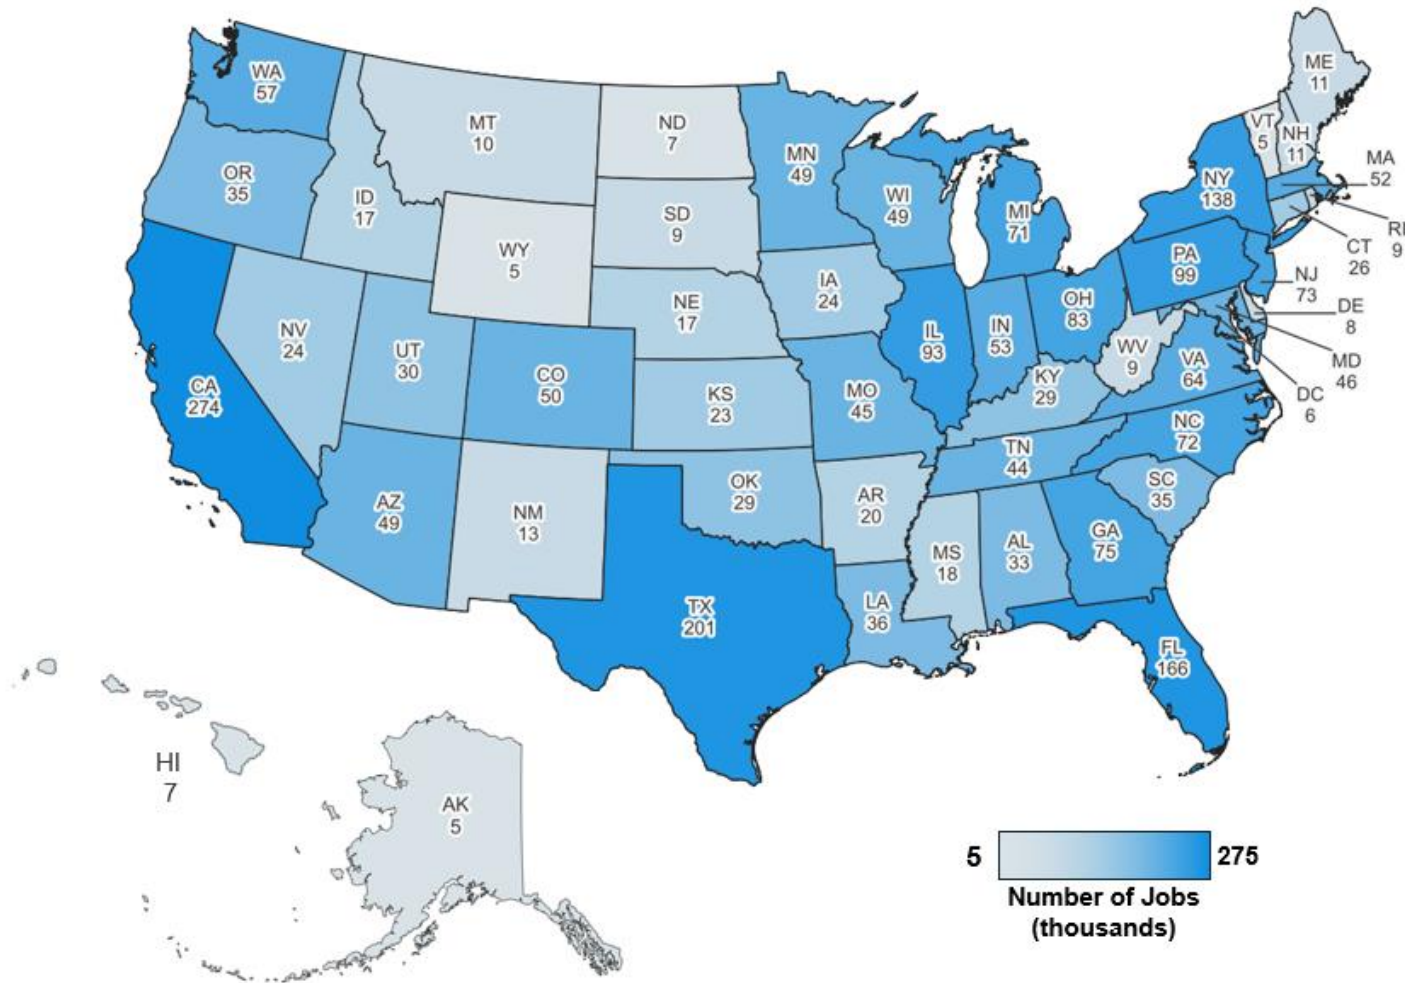 WA
57
OR
35
CA
274
NV
24
ID
17
MT
10
WY
5
UT
30
AZ
49
CO
50
NM
13
ND
7
SD
9
NE
17
KS
23
OK
29
TX
201
MN
49
IA
24
MO
45
AR
20
LA
36
WI
49
IL
93
MI
71
IN
53
OH
83
KY
29
TN
44
MS
18
AL
33
GA
75
FL
166
SC
35
NC
72
VA
64
WV
9
PA
99
NY
138
VT
5
NH
11
ME
11
MA
52
RI
9
CT
26
NJ
73
DE
8
MD
46
DC
6
HI
7
AK
5
5
275
Number of Jobs
(thousands)